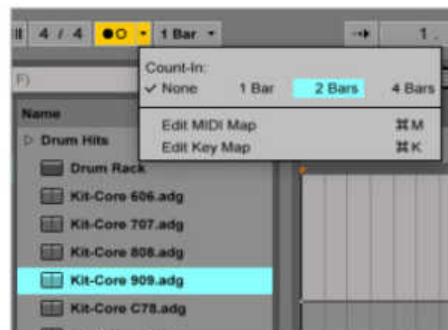 4 / 4 1 Bar 1.
Count-In:
✓ None 1 Bar 2 Bars 4 Bars
F)
Name
Edit MIDI Map ⌘M
Edit Key Map ⌘K
Drum Hits
Drum Rack
Kit-Core 606.adg
Kit-Core 707.adg
Kit-Core 808.adg
Kit-Core 909.adg
Kit-Core C78.adg